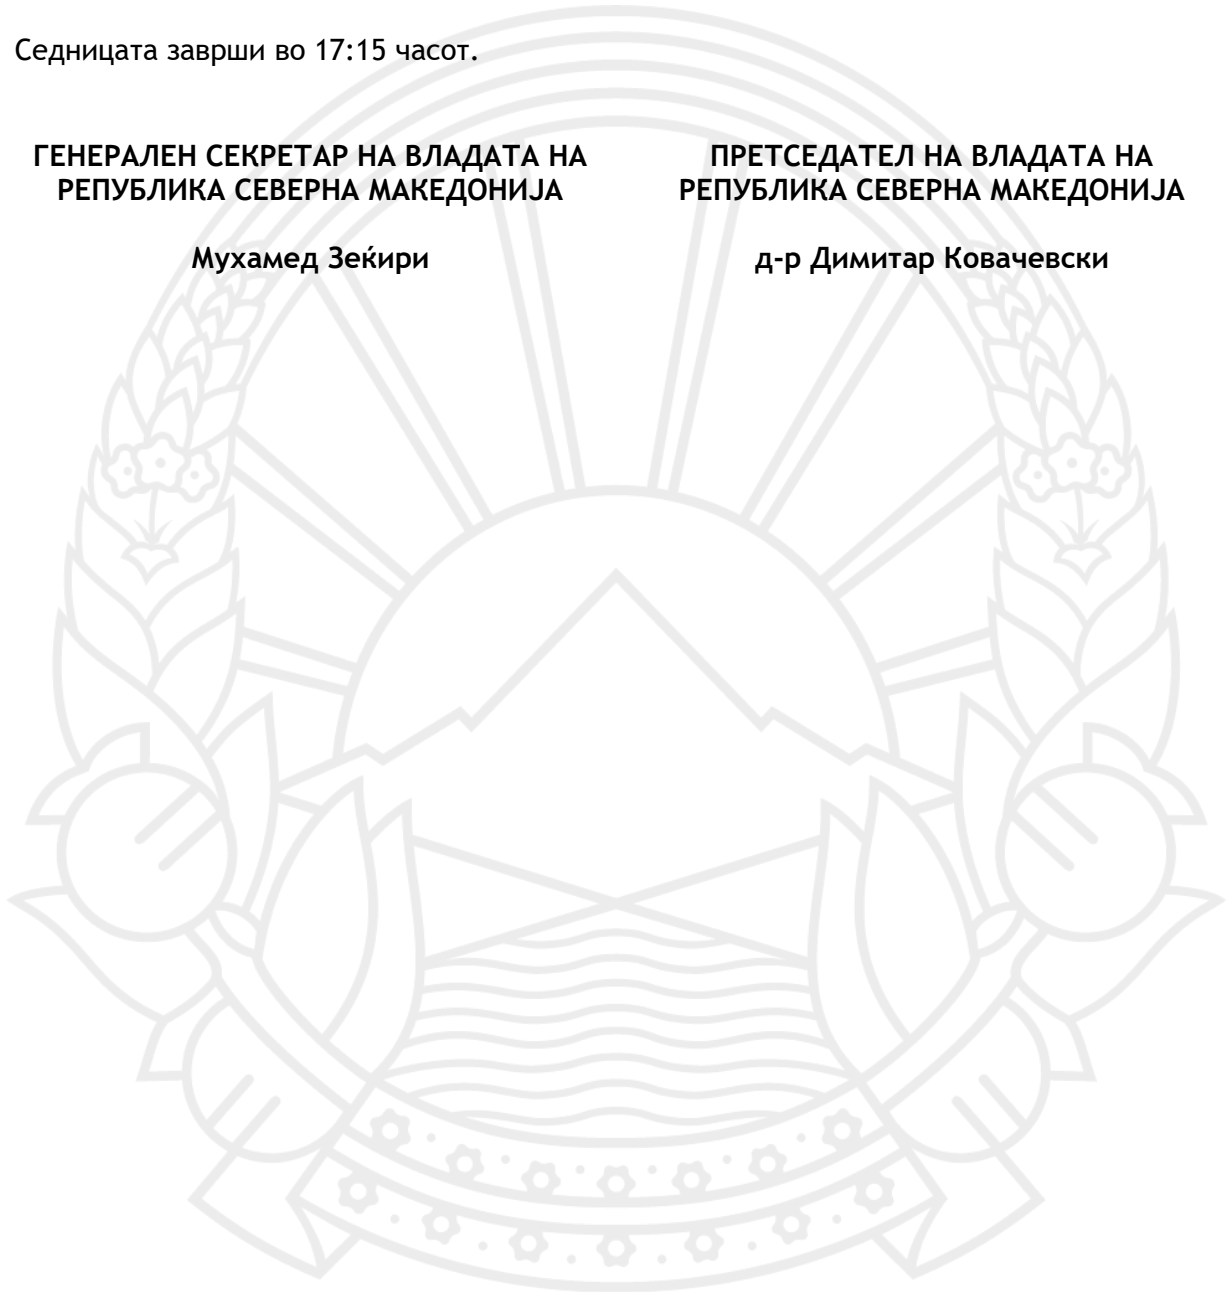 Седницата заврши во 17:15 часот.
ГЕНЕРАЛЕН СЕКРЕТАР НА ВЛАДАТА НА
РЕПУБЛИКА СЕВЕРНА МАКЕДОНИЈА
Мухамед Зеќири
ПРЕТСЕДАТЕЛ НА ВЛАДАТА НА
РЕПУБЛИКА СЕВЕРНА МАКЕДОНИЈА
д-р Димитар Ковачевски